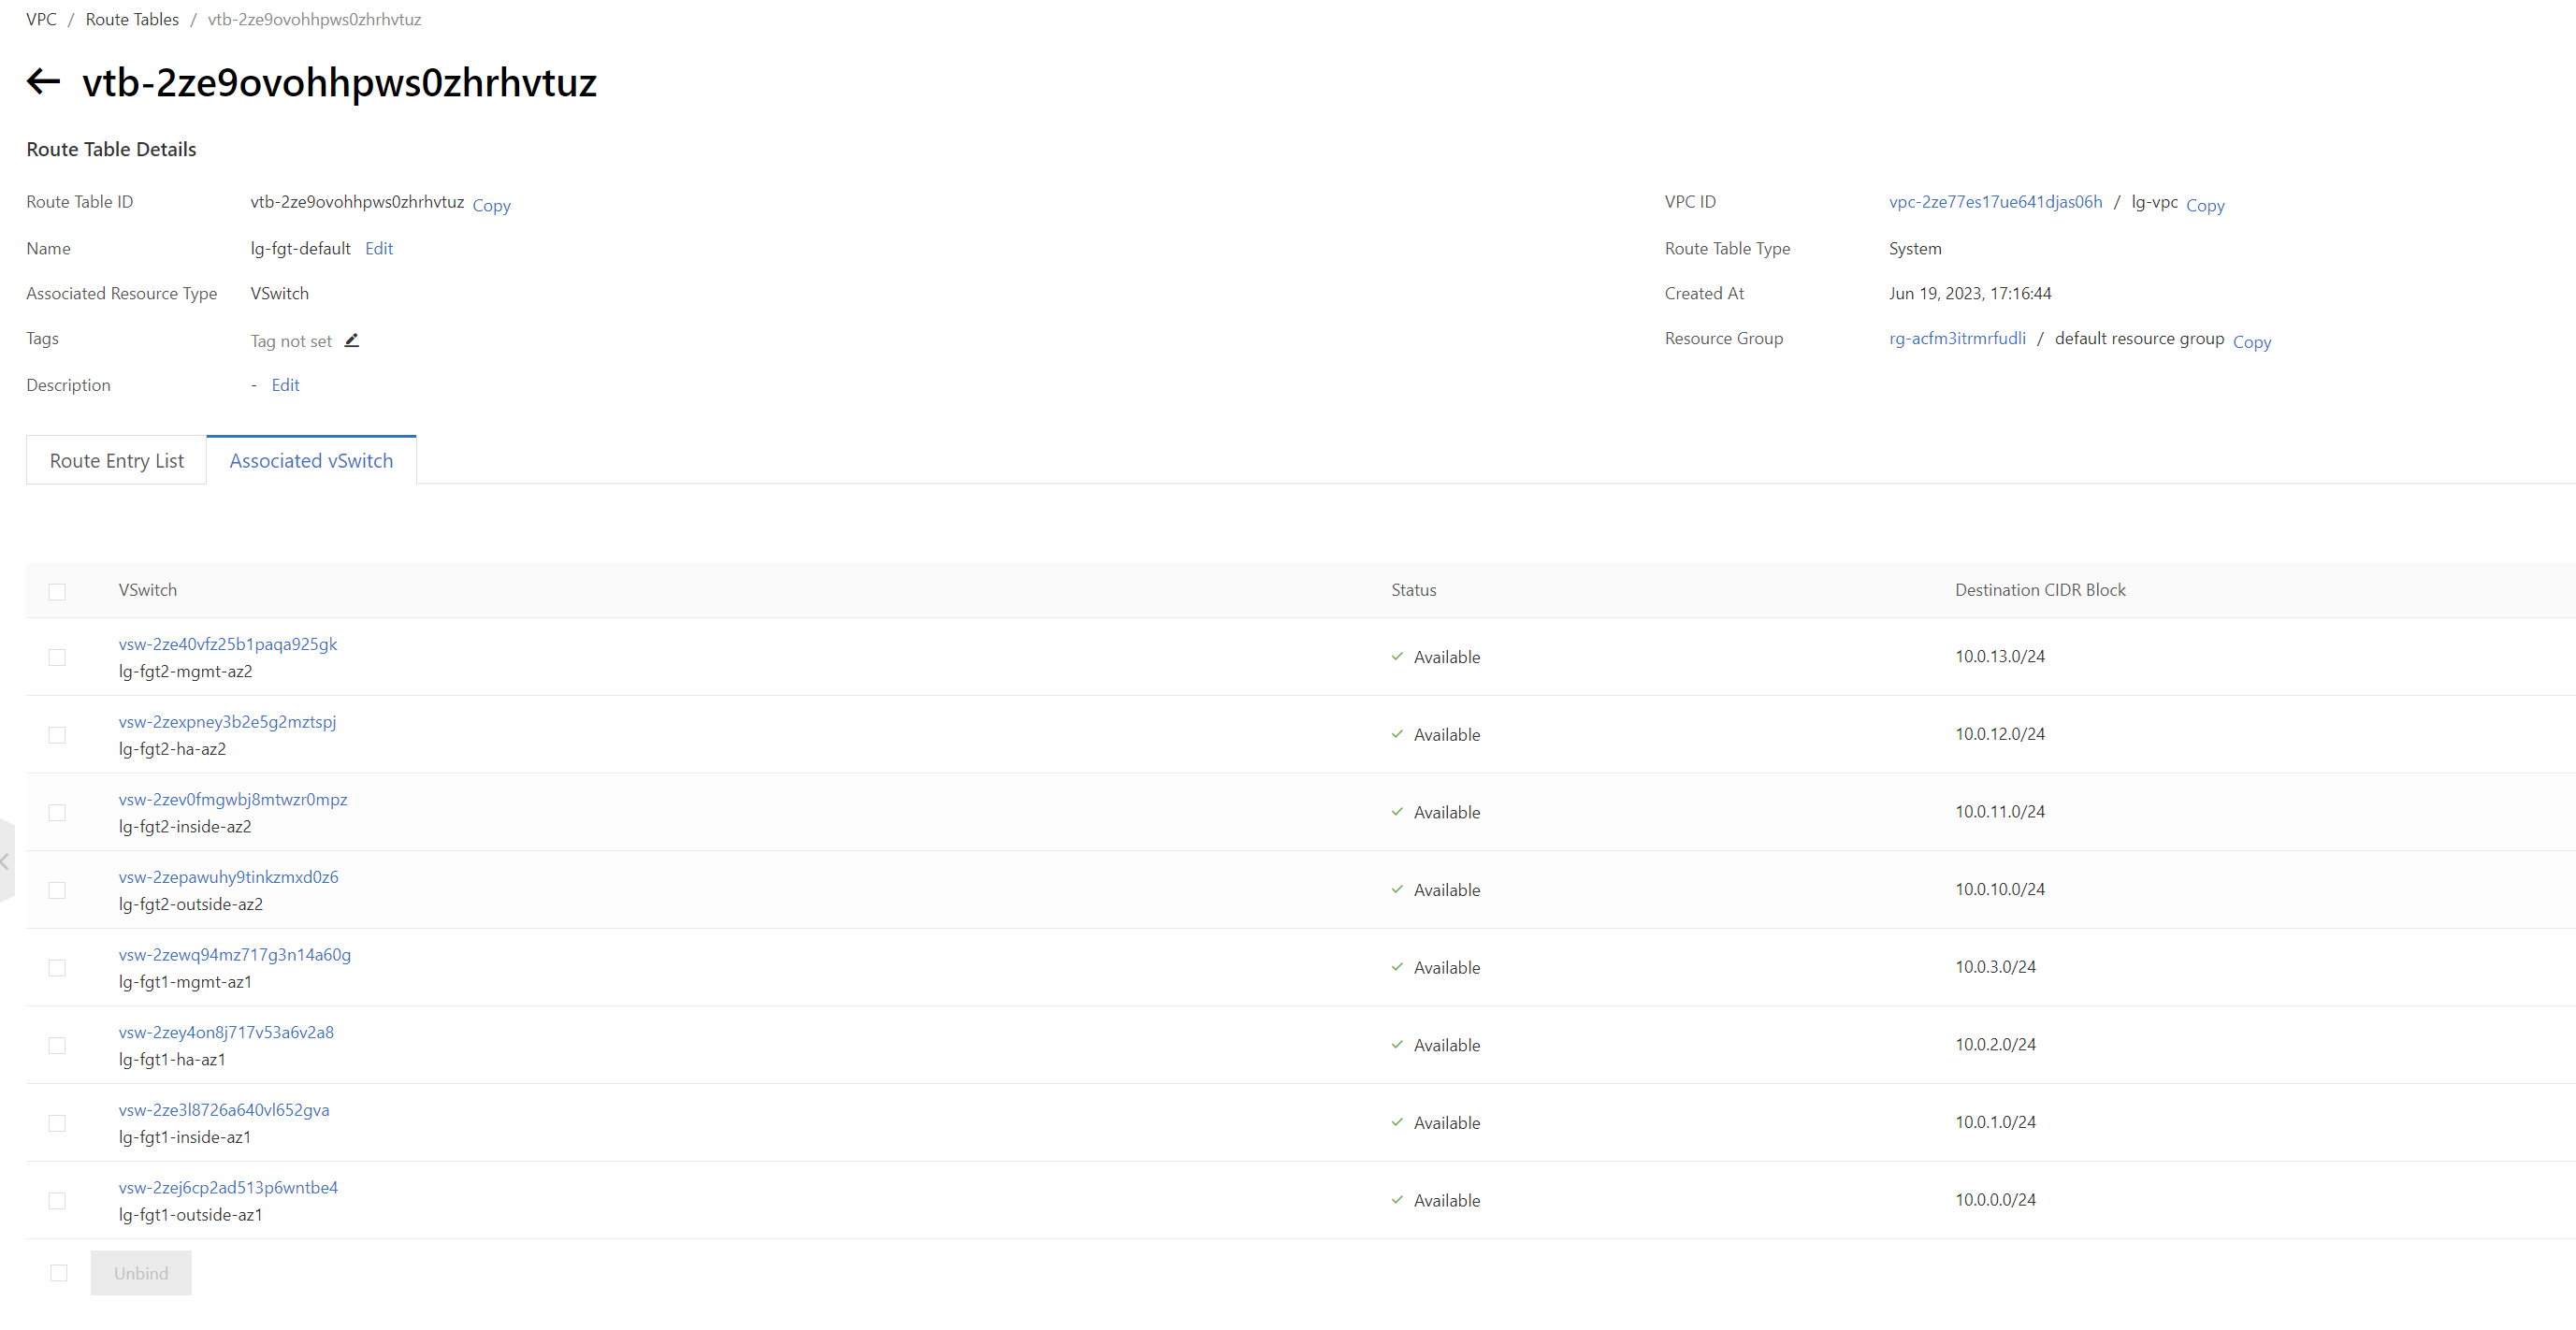 VPC / Route Tables / vtb-2ze9ovohhpws0zhrhvtuz
vtb-2ze9ovohhpws0zhrhvtuz
Route Table Details
Route Table ID vtb-2ze9ovohhpws0zhrhvtuz Copy VPC ID vpc-2ze77es17ue641djas06h / lg-vpc Copy
Name lg-fgt-default Edit Route Table Type System
Associated Resource Type VSwitch Created At Jun 19, 2023, 17:16:44
Tags Tag not set Resource Group rg-acfm3itrmrfudli / default resource group Copy
Description - Edit
Route Entry List Associated vSwitch
VSwitch Status Destination CIDR Block
vsw-2ze40vfz25b1paqa925gk
lg-fgt2-mgmt-az2 Available 10.0.13.0/24
vsw-2zexpney3b2e5g2mztspj
lg-fgt2-ha-az2 Available 10.0.12.0/24
vsw-2zev0fmgwbj8mtwzr0mpz
lg-fgt2-inside-az2 Available 10.0.11.0/24
vsw-2zepawuhy9tinkzmxd0z6
lg-fgt2-outside-az2 Available 10.0.10.0/24
vsw-2zewq94mz717g3n14a60g
lg-fgt1-mgmt-az1 Available 10.0.3.0/24
vsw-2zey4on8j717v53a6v2a8
lg-fgt1-ha-az1 Available 10.0.2.0/24
vsw-2ze3l8726a640vl652gva
lg-fgt1-inside-az1 Available 10.0.1.0/24
vsw-2zej6cp2ad513p6wntbe4
lg-fgt1-outside-az1 Available 10.0.0.0/24
Unbind